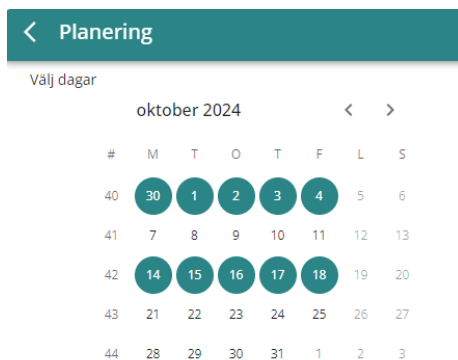 Planering
Välj dagar
oktober 2024
# M T O T F L S
40 30 1 2 3 4 5 6
41 7 8 9 10 11 12 13
42 14 15 16 17 18 19 20
43 21 22 23 24 25 26 27
44 28 29 30 31 1 2 3